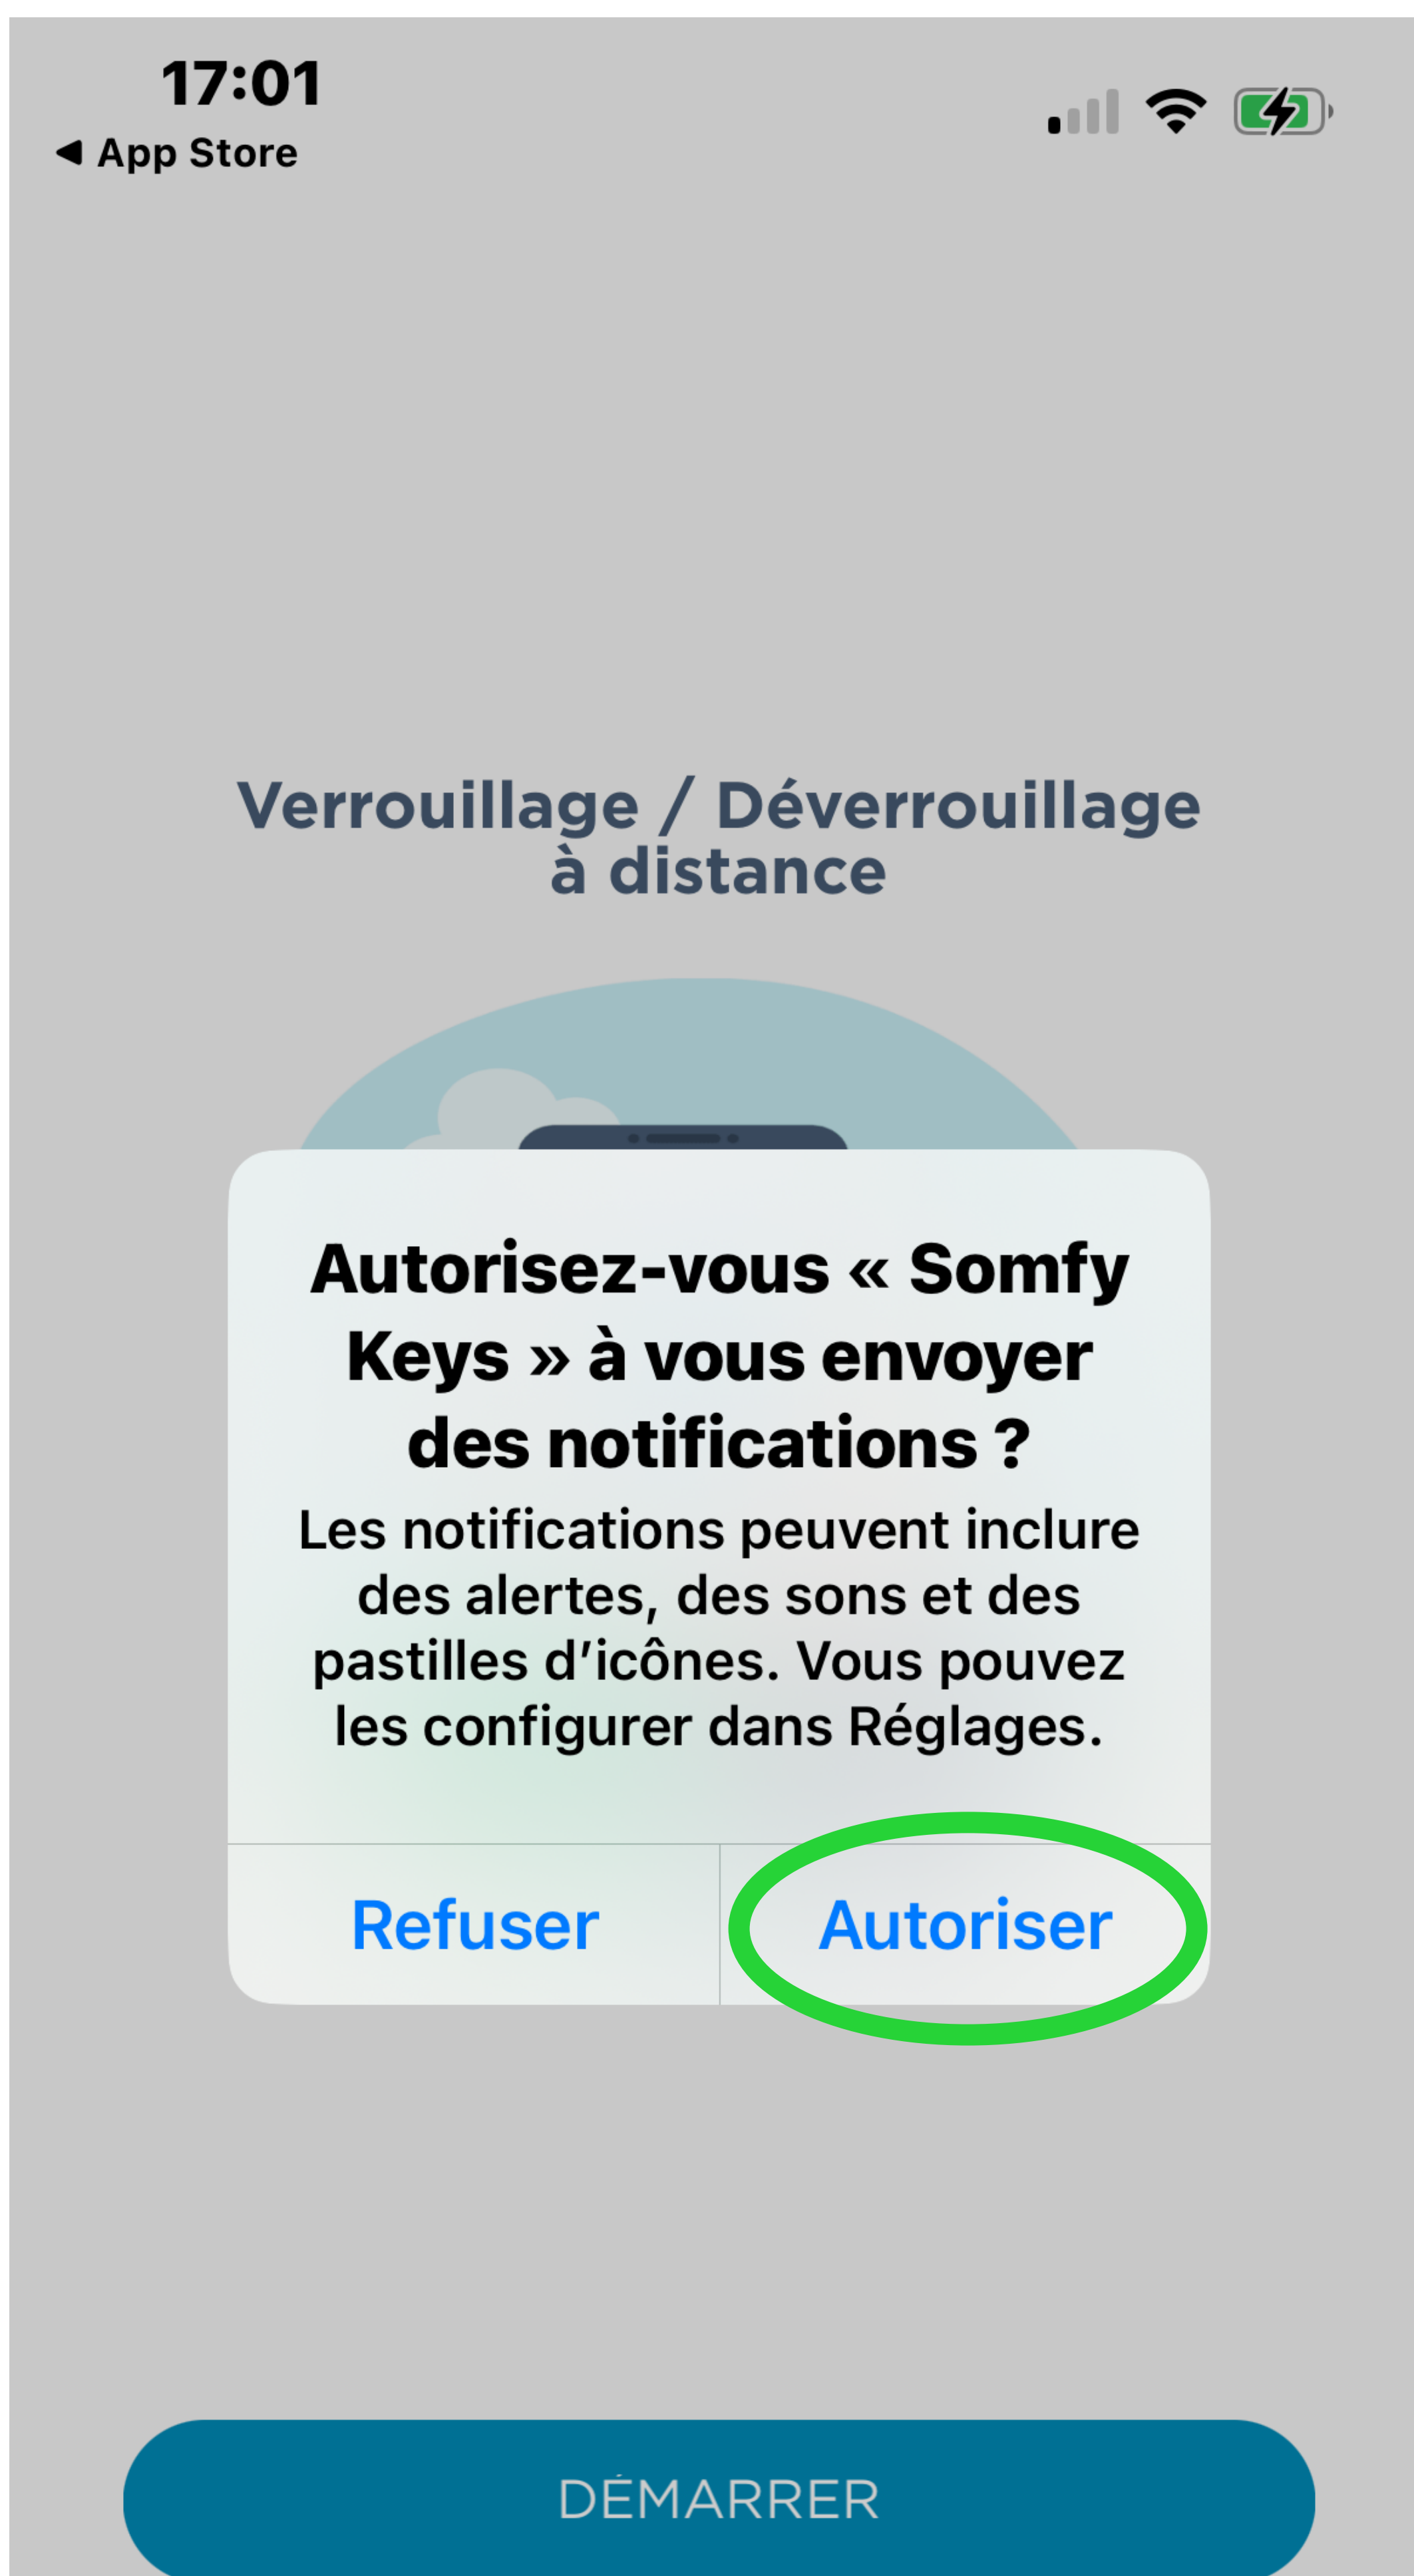 17:01
◀ App Store
Verrouillage / Déverrouillage
à distance
Autorisez-vous « Somfy
Keys » à vous envoyer
des notifications ?
Les notifications peuvent inclure
des alertes, des sons et des
pastilles d’icônes. Vous pouvez
les configurer dans Réglages.
Refuser
Autoriser
DÉMARRER